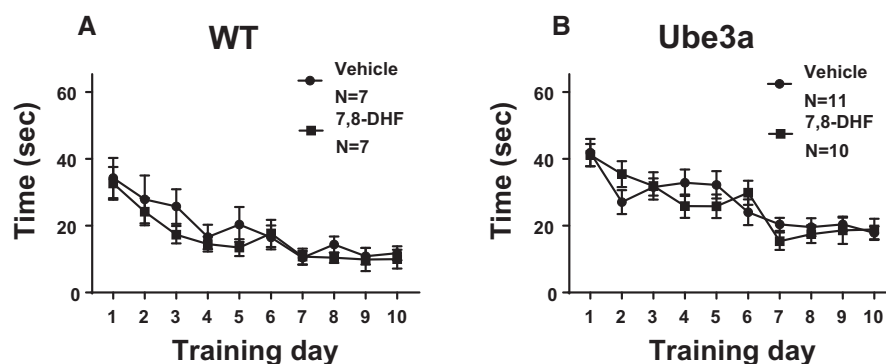 A
WT
Vehicle
N=7
7,8-DHF
N=7
Time (sec)
60
40
20
0
1 2 3 4 5 6 7 8 9 10
Training day
B
Ube3a
Vehicle
N=11
7,8-DHF
N=10
Time (sec)
60
40
20
0
1 2 3 4 5 6 7 8 9 10
Training day